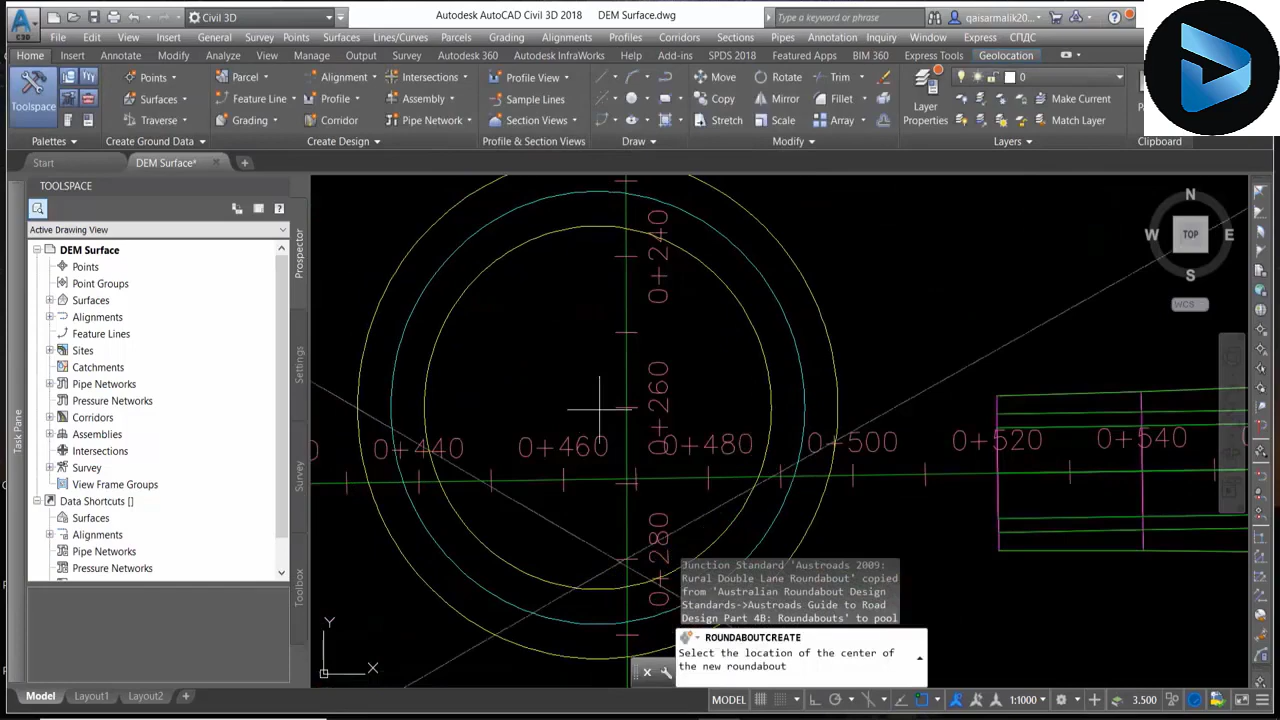 Civil 3D
Autodesk AutoCAD Civil 3D 2018 DEM Surface.dwg
Type a keyword or phrase
qaisarmalik20...
File Edit View Insert General Survey Points Surfaces Lines/Curves Parcels Grading Alignments Profiles Corridors Sections Pipes Annotation Inquiry Window Express СПДС
Home Insert Annotate Modify Analyze View Manage Output Survey Autodesk 360 Autodesk InfraWorks Help Add-ins SPDS 2018 Featured Apps BIM 360 Express Tools Geolocation
Points Parcel Alignment Intersections Profile View Move Rotate Trim 0
Toolspace Surfaces Feature Line Profile Assembly Sample Lines Copy Mirror Fillet Layer Properties Make Current
Traverse Grading Corridor Pipe Network Section Views Stretch Scale Array Match Layer
Palettes Create Ground Data Create Design Profile & Section Views Draw Modify Layers Clipboard
Start DEM Surface*
TOOLSPACE
Active Drawing View
DEM Surface
Points
Point Groups
Surfaces
Alignments
Feature Lines
Sites
Catchments
Pipe Networks
Pressure Networks
Corridors
Assemblies
Intersections
Survey
View Frame Groups
Data Shortcuts []
Surfaces
Alignments
Pipe Networks
Pressure Networks
Prospector
Settings
Survey
Toolbox
Task Pane
N
W TOP E
S
WCS
0+240
0+260
0+280
0 0+440 0+460 0+480 0+500 0+520 0+540
Junction Standard 'Austroads 2009:
Rural Double Lane Roundabout' copied
from 'Australian Roundabout Design
Standards->Austroads Guide to Road
Design Part 4B: Roundabouts' to pool
ROUNDABOUTCREATE
Select the location of the center of
the new roundabout
Y
X
Model Layout1 Layout2
MODEL 1:1000 3.500